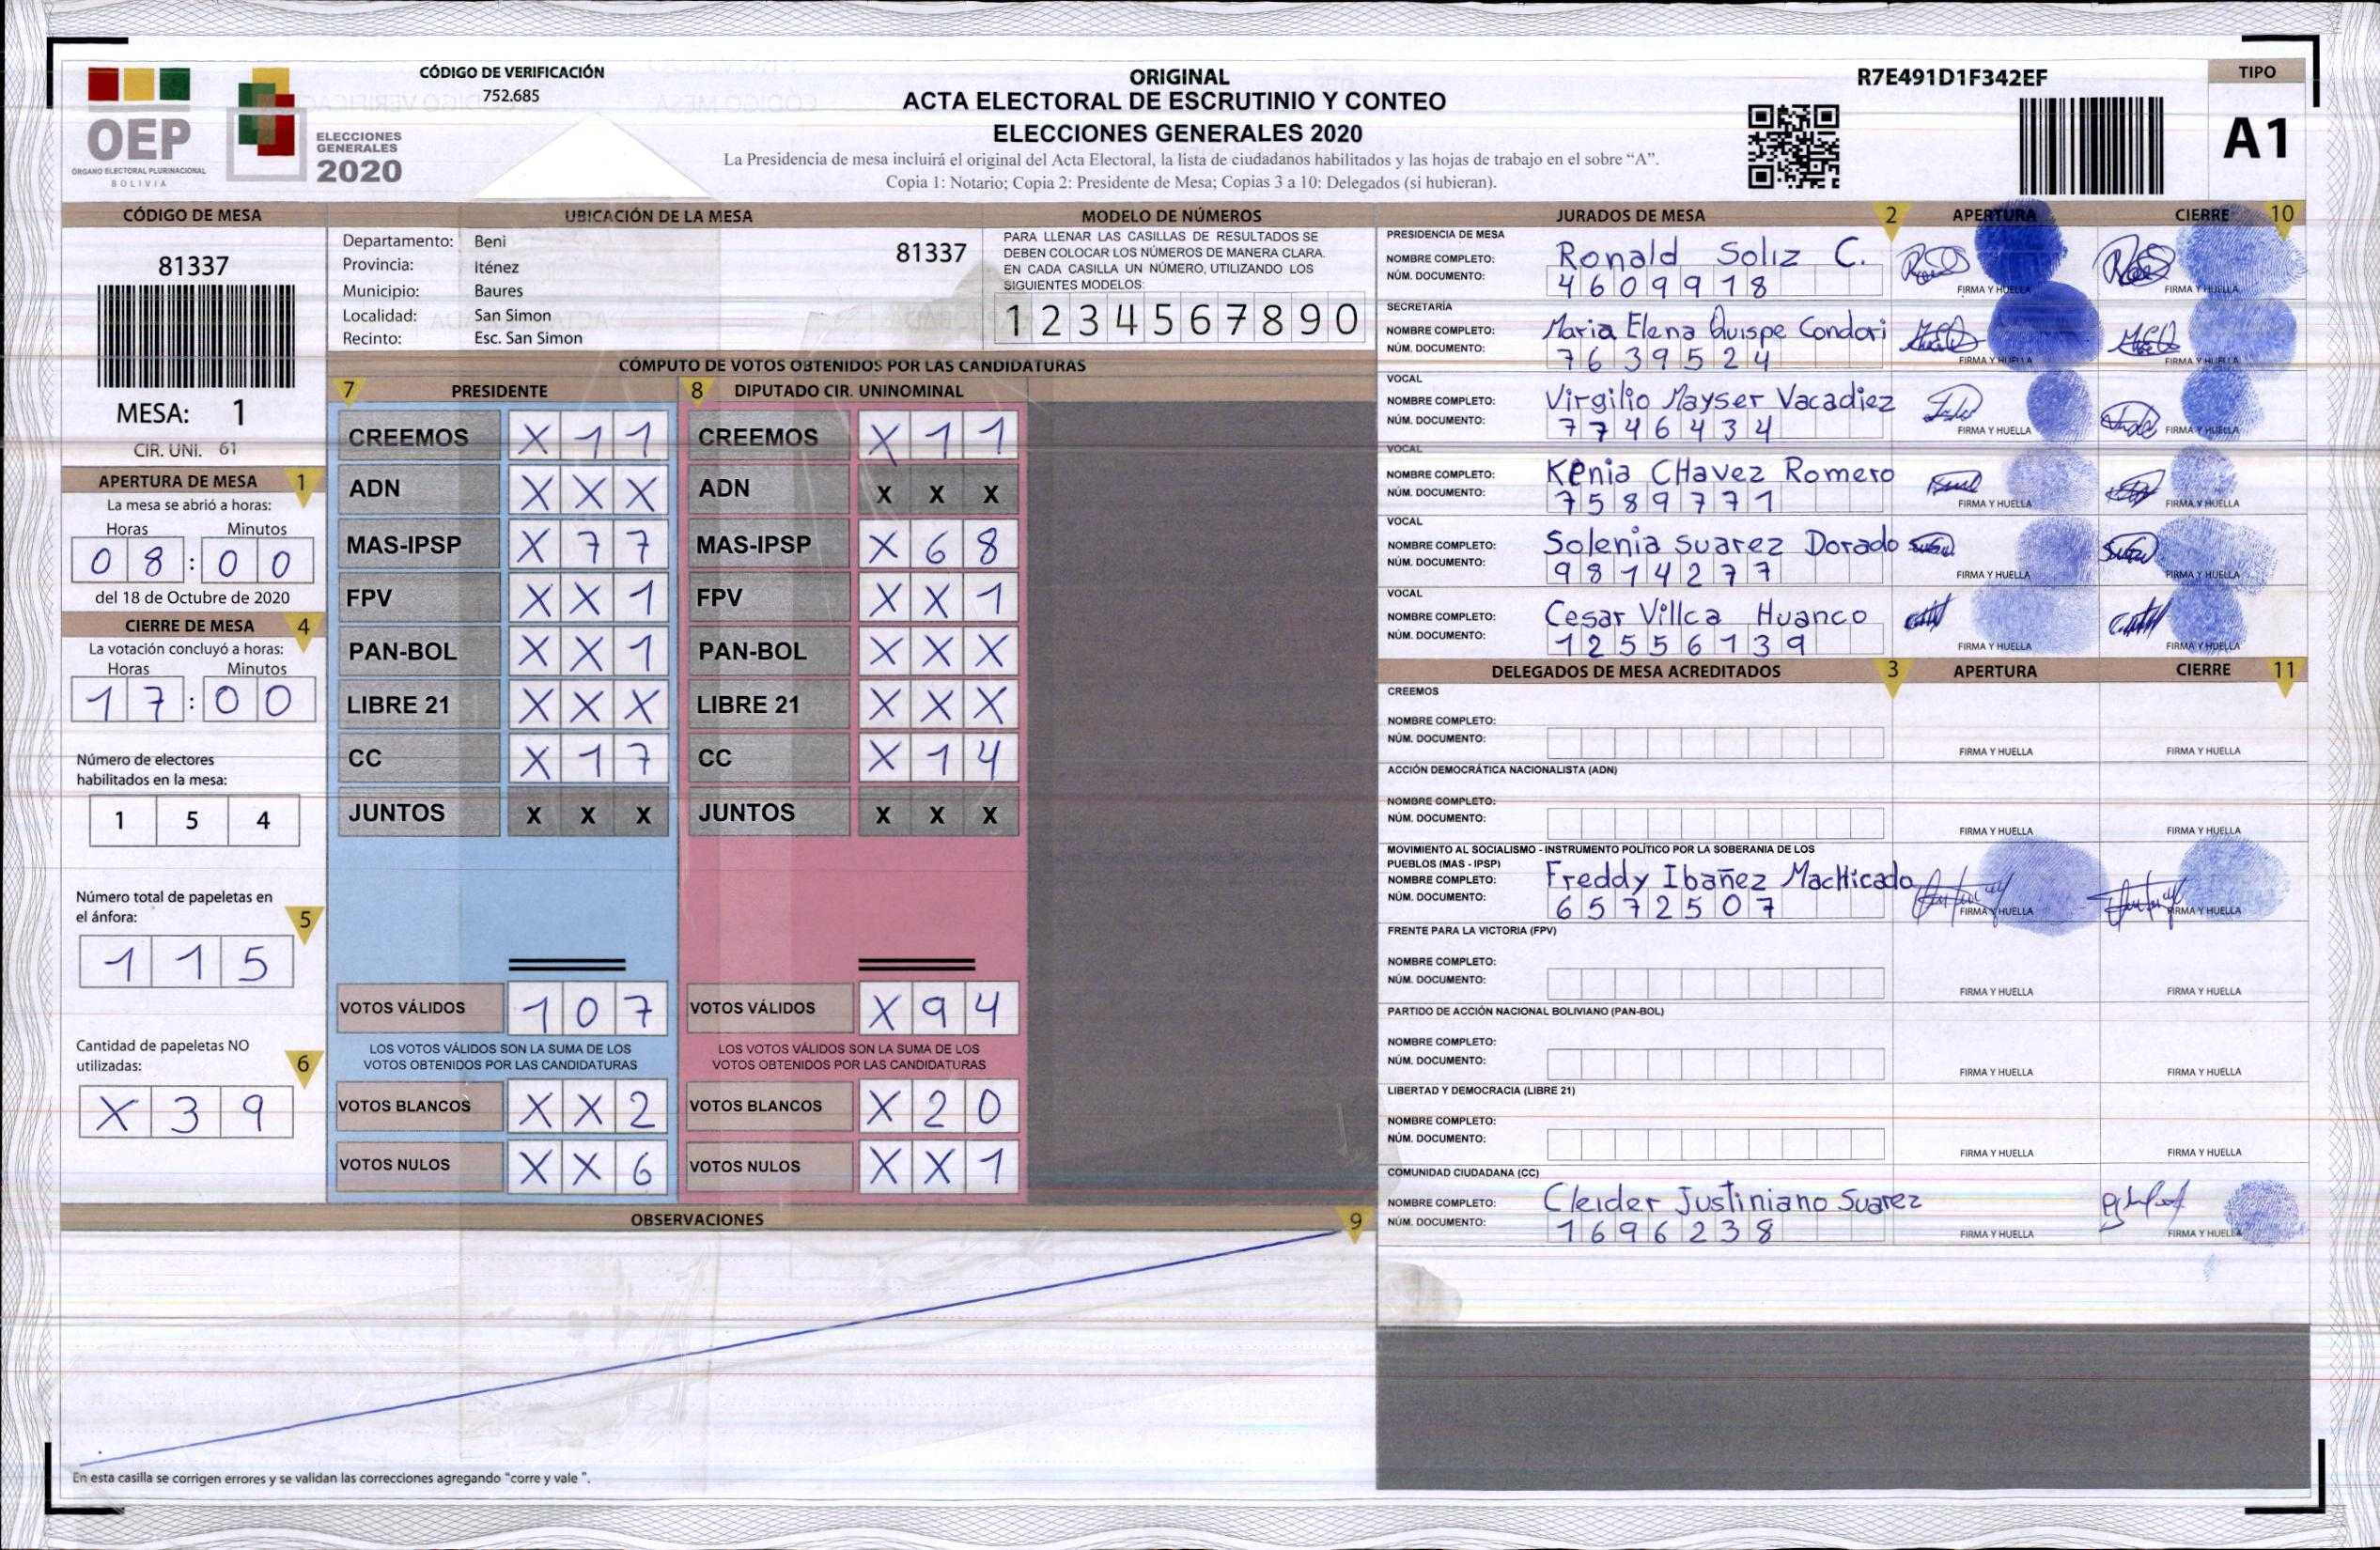 CÓDIGO DE VERIFICACIÓN
752.685
OEP
ÓRGANO ELECTORAL PLURINACIONAL
BOLIVIA
ELECCIONES
GENERALES
2020
ORIGINAL
ACTA ELECTORAL DE ESCRUTINIO Y CONTEO
ELECCIONES GENERALES 2020
La Presidencia de mesa incluirá el original del Acta Electoral, la lista de ciudadanos habilitados y las hojas de trabajo en el sobre “A”.
Copia 1: Notario; Copia 2: Presidente de Mesa; Copias 3 a 10: Delegados (si hubieran).
R7E491D1F342EF
TIPO
A1
CÓDIGO DE MESA
81337
MESA: 1
CIR. UNI. 61
APERTURA DE MESA 1
La mesa se abrió a horas:
Horas Minutos
0 8 : 0 0
del 18 de Octubre de 2020
CIERRE DE MESA 4
La votación concluyó a horas:
Horas Minutos
1 7 : 0 0
Número de electores
habilitados en la mesa:
1 5 4
Número total de papeletas en
el ánfora: 5
1 1 5
Cantidad de papeletas NO
utilizadas: 6
X 3 9
UBICACIÓN DE LA MESA
Departamento: Beni 81337
Provincia: Iténez
Municipio: Baures
Localidad: San Simon
Recinto: Esc. San Simon
MODELO DE NÚMEROS
PARA LLENAR LAS CASILLAS DE RESULTADOS SE
DEBEN COLOCAR LOS NÚMEROS DE MANERA CLARA.
EN CADA CASILLA UN NÚMERO, UTILIZANDO LOS
SIGUIENTES MODELOS:
1 2 3 4 5 6 7 8 9 0
CÓMPUTO DE VOTOS OBTENIDOS POR LAS CANDIDATURAS
7 PRESIDENTE 8 DIPUTADO CIR. UNINOMINAL
CREEMOS X 1 1 CREEMOS X 1 1
ADN X X X ADN X X X
MAS-IPSP X 7 7 MAS-IPSP X 6 8
FPV X X 1 FPV X X 1
PAN-BOL X X 1 PAN-BOL X X X
LIBRE 21 X X X LIBRE 21 X X X
CC X 1 7 CC X 1 4
JUNTOS X X X JUNTOS X X X
VOTOS VÁLIDOS 1 0 7 VOTOS VÁLIDOS X 9 4
LOS VOTOS VÁLIDOS SON LA SUMA DE LOS LOS VOTOS VÁLIDOS SON LA SUMA DE LOS
VOTOS OBTENIDOS POR LAS CANDIDATURAS VOTOS OBTENIDOS POR LAS CANDIDATURAS
VOTOS BLANCOS X X 2 VOTOS BLANCOS X 2 0
VOTOS NULOS X X 6 VOTOS NULOS X X 1
OBSERVACIONES 9
En esta casilla se corrigen errores y se validan las correcciones agregando "corre y vale ".
JURADOS DE MESA 2 APERTURA CIERRE 10
PRESIDENCIA DE MESA
NOMBRE COMPLETO: Ronald Soliz C.
NÚM. DOCUMENTO: 4609918
FIRMA Y HUELLA FIRMA Y HUELLA
SECRETARÍA
NOMBRE COMPLETO: Maria Elena Quispe Condori
NÚM. DOCUMENTO: 7639524
FIRMA Y HUELLA FIRMA Y HUELLA
VOCAL
NOMBRE COMPLETO: Virgilio Mayser Vacadiez
NÚM. DOCUMENTO: 7746434
FIRMA Y HUELLA FIRMA Y HUELLA
VOCAL
NOMBRE COMPLETO: Kenia CHavez Romero
NÚM. DOCUMENTO: 7589771
FIRMA Y HUELLA FIRMA Y HUELLA
VOCAL
NOMBRE COMPLETO: Solenia suarez Dorado
NÚM. DOCUMENTO: 9814277
FIRMA Y HUELLA FIRMA Y HUELLA
VOCAL
NOMBRE COMPLETO: Cesar Villca Huanco
NÚM. DOCUMENTO: 12556139
FIRMA Y HUELLA FIRMA Y HUELLA
DELEGADOS DE MESA ACREDITADOS 3 APERTURA CIERRE 11
CREEMOS
NOMBRE COMPLETO:
NÚM. DOCUMENTO:
FIRMA Y HUELLA FIRMA Y HUELLA
ACCIÓN DEMOCRÁTICA NACIONALISTA (ADN)
NOMBRE COMPLETO:
NÚM. DOCUMENTO:
FIRMA Y HUELLA FIRMA Y HUELLA
MOVIMIENTO AL SOCIALISMO - INSTRUMENTO POLÍTICO POR LA SOBERANIA DE LOS
PUEBLOS (MAS - IPSP)
NOMBRE COMPLETO: Freddy Ibañez MacHicado
NÚM. DOCUMENTO: 6572507
FIRMA Y HUELLA FIRMA Y HUELLA
FRENTE PARA LA VICTORIA (FPV)
NOMBRE COMPLETO:
NÚM. DOCUMENTO:
FIRMA Y HUELLA FIRMA Y HUELLA
PARTIDO DE ACCIÓN NACIONAL BOLIVIANO (PAN-BOL)
NOMBRE COMPLETO:
NÚM. DOCUMENTO:
FIRMA Y HUELLA FIRMA Y HUELLA
LIBERTAD Y DEMOCRACIA (LIBRE 21)
NOMBRE COMPLETO:
NÚM. DOCUMENTO:
FIRMA Y HUELLA FIRMA Y HUELLA
COMUNIDAD CIUDADANA (CC)
NOMBRE COMPLETO: Cleider Justiniano Suarez
NÚM. DOCUMENTO: 1696238
FIRMA Y HUELLA FIRMA Y HUELLA